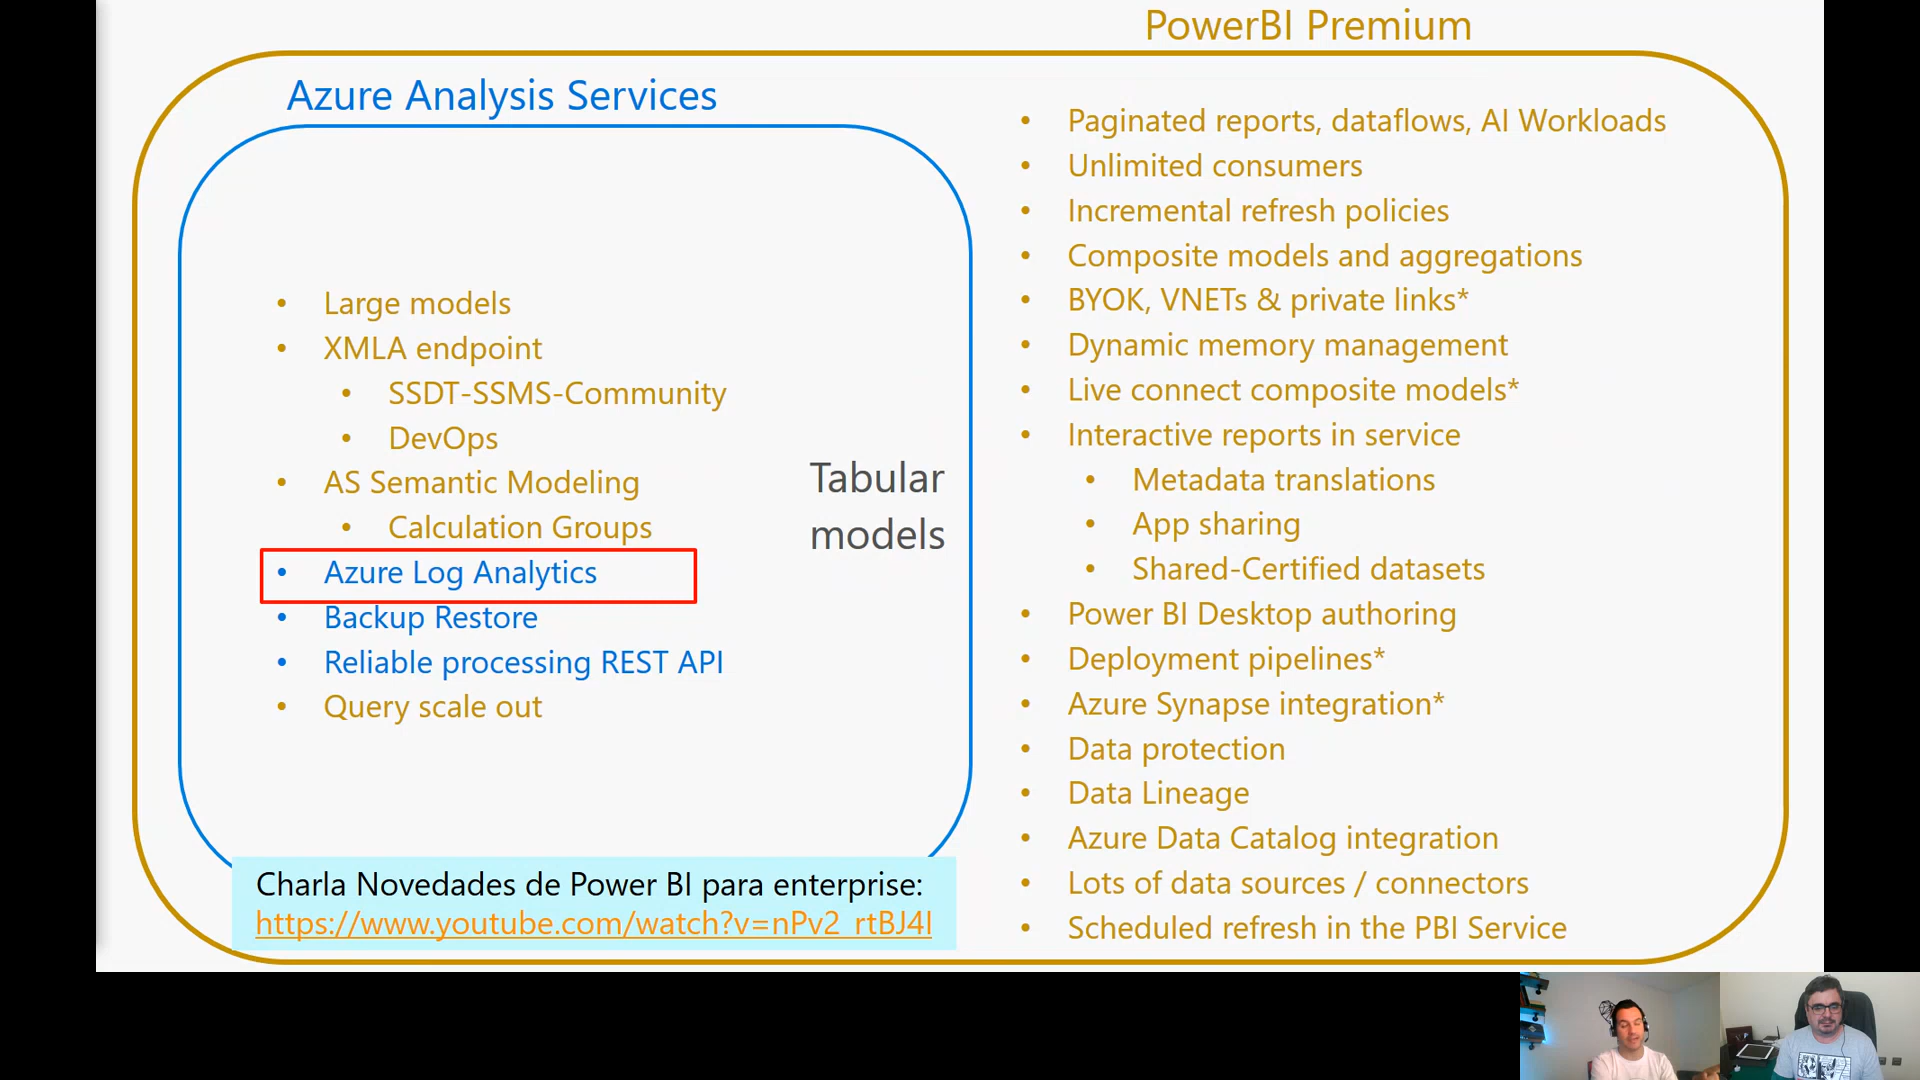 PowerBI Premium
Azure Analysis Services
• Large models
• XMLA endpoint
• SSDT-SSMS-Community
• DevOps
• AS Semantic Modeling
• Calculation Groups
• Azure Log Analytics
• Backup Restore
• Reliable processing REST API
• Query scale out
Tabular
models
• Paginated reports, dataflows, AI Workloads
• Unlimited consumers
• Incremental refresh policies
• Composite models and aggregations
• BYOK, VNETs & private links*
• Dynamic memory management
• Live connect composite models*
• Interactive reports in service
• Metadata translations
• App sharing
• Shared-Certified datasets
• Power BI Desktop authoring
• Deployment pipelines*
• Azure Synapse integration*
• Data protection
• Data Lineage
• Azure Data Catalog integration
• Lots of data sources / connectors
• Scheduled refresh in the PBI Service
Charla Novedades de Power BI para enterprise:
https://www.youtube.com/watch?v=nPv2_rtBJ4I